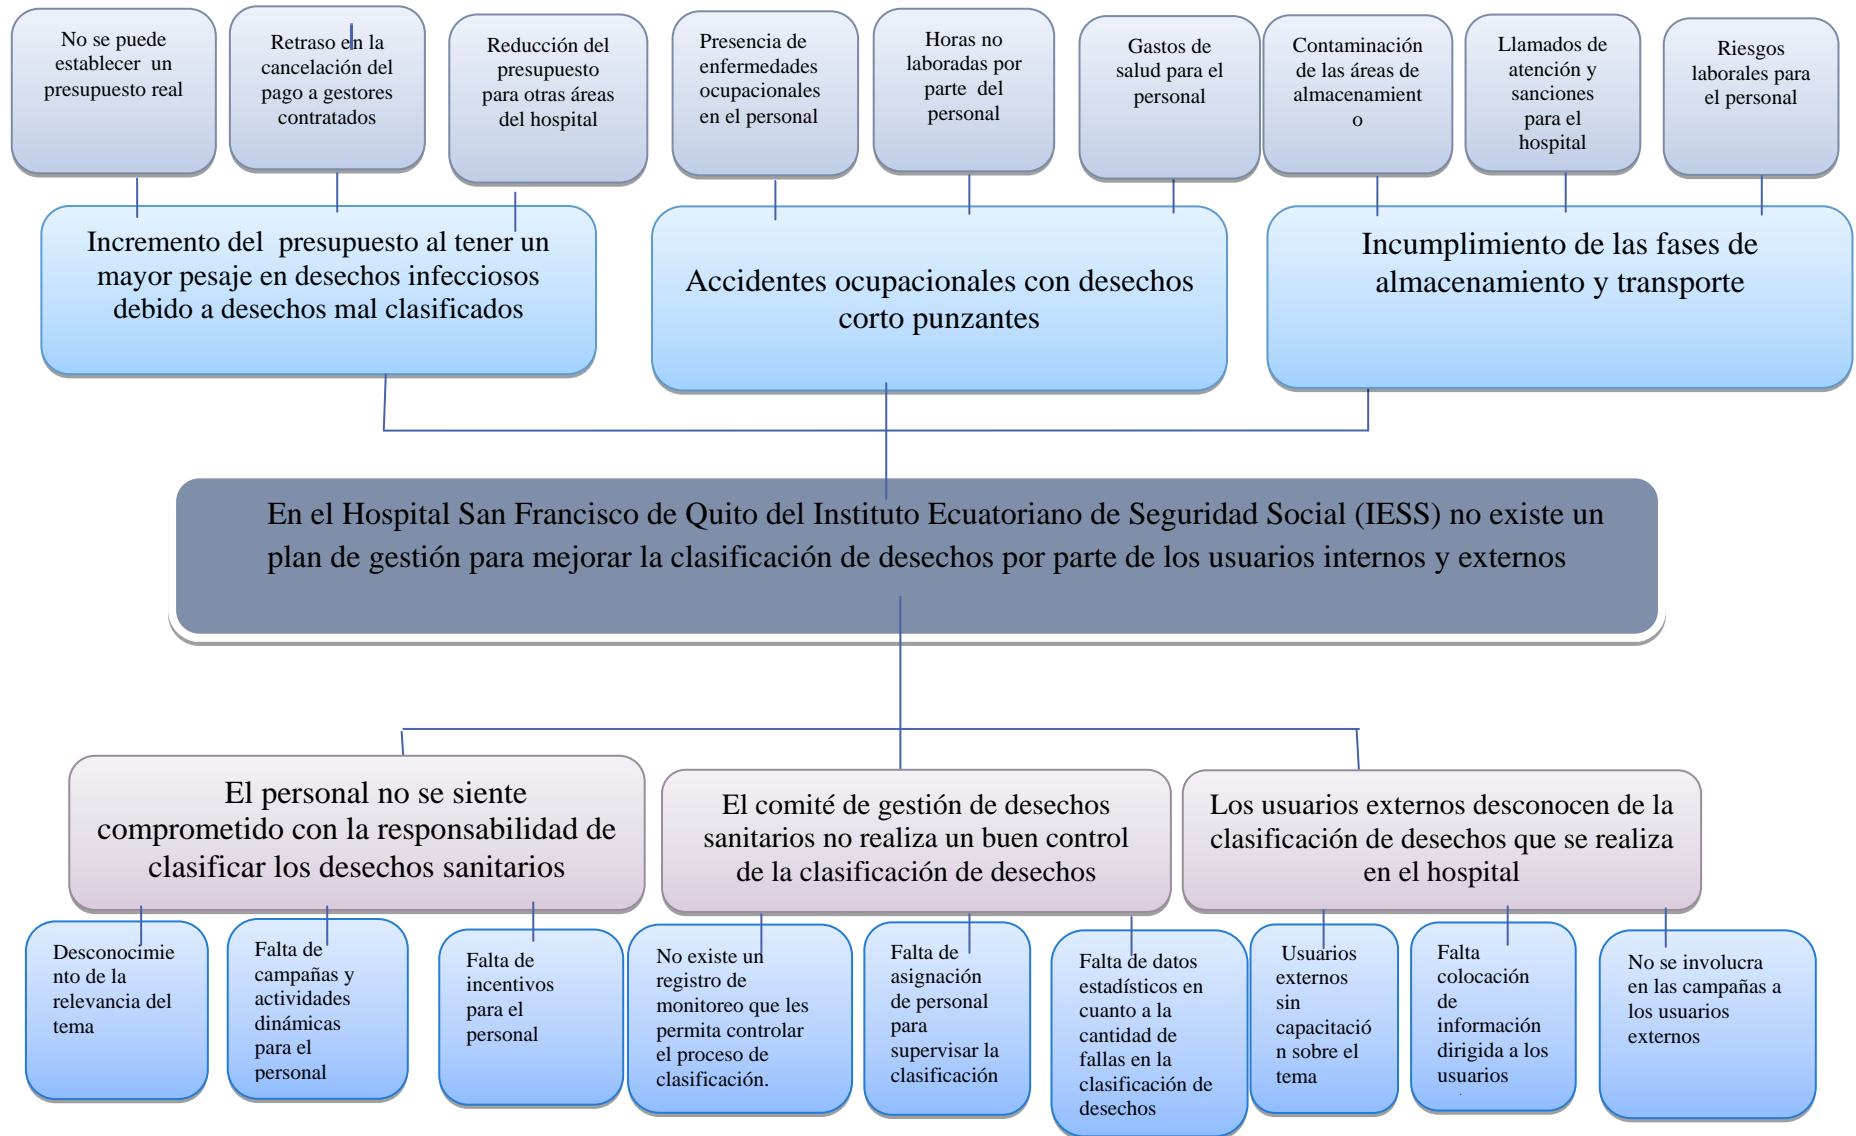 No se puede
establecer un
presupuesto real
Retraso en la
cancelación del
pago a gestores
contratados
Reducción del
presupuesto
para otras áreas
del hospital
Presencia de
enfermedades
ocupacionales
en el personal
Horas no
laboradas por
parte del
personal
Gastos de
salud para el
personal
Contaminación
de las áreas de
almacenamient
o
Llamados de
atención y
sanciones
para el
hospital
Riesgos
laborales para
el personal
Incremento del presupuesto al tener un
mayor pesaje en desechos infecciosos
debido a desechos mal clasificados
Accidentes ocupacionales con desechos
corto punzantes
Incumplimiento de las fases de
almacenamiento y transporte
En el Hospital San Francisco de Quito del Instituto Ecuatoriano de Seguridad Social (IESS) no existe un
plan de gestión para mejorar la clasificación de desechos por parte de los usuarios internos y externos
El personal no se siente
comprometido con la responsabilidad de
clasificar los desechos sanitarios
El comité de gestión de desechos
sanitarios no realiza un buen control
de la clasificación de desechos
Los usuarios externos desconocen de la
clasificación de desechos que se realiza
en el hospital
Desconocimie
nto de la
relevancia del
tema
Falta de
campañas y
actividades
dinámicas
para el
personal
Falta de
incentivos
para el
personal
No existe un
registro de
monitoreo que les
permita controlar
el proceso de
clasificación.
Falta de
asignación
de personal
para
supervisar la
clasificación
Falta de datos
estadísticos en
cuanto a la
cantidad de
fallas en la
clasificación de
desechos
Usuarios
externos
sin
capacitació
n sobre el
tema
Falta
colocación
de
información
dirigida a los
usuarios
No se involucra
en las campañas a
los usuarios
externos